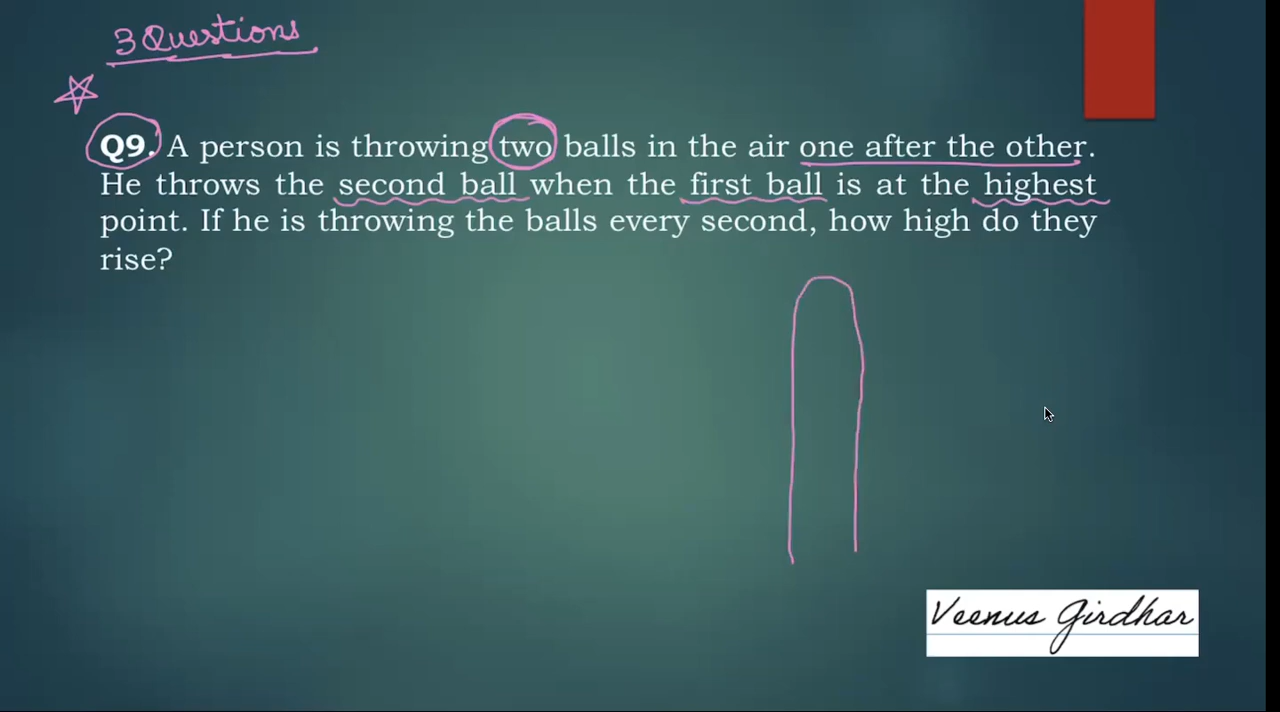 3 Questions
Q9. A person is throwing two balls in the air one after the other.
He throws the second ball when the first ball is at the highest
point. If he is throwing the balls every second, how high do they
rise?
Veenus Girdhar